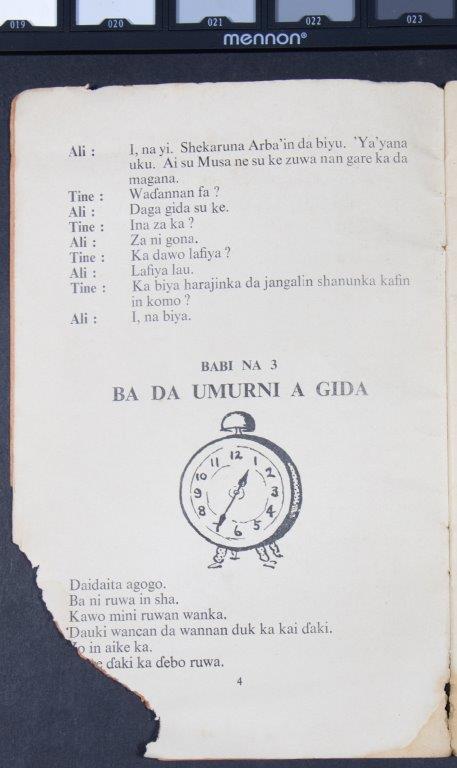 019 020 021 022 023
mennon®
Ali : I, na yi. Shekaruna Arba'in da biyu. 'Ya'yana
uku. Ai su Musa ne su ke zuwa nan gare ka da
magana.
Tine : Waɗannan fa ?
Ali : Daga gida su ke.
Tine : Ina za ka ?
Ali : Za ni gona.
Tine : Ka dawo lafiya ?
Ali : Lafiya lau.
Tine : Ka biya harajinka da jangalin shanunka kafin
in komo ?
Ali : I, na biya.
BABI NA 3
BA DA UMURNI A GIDA
12
11 1
10 2
9 3
8 4
7 5
6
Daidaita agogo.
Ba ni ruwa in sha.
Kawo mini ruwan wanka.
Ɗauki wancan da wannan duk ka kai ɗaki.
in aike ka.
ɗaki ka ɗebo ruwa.
4